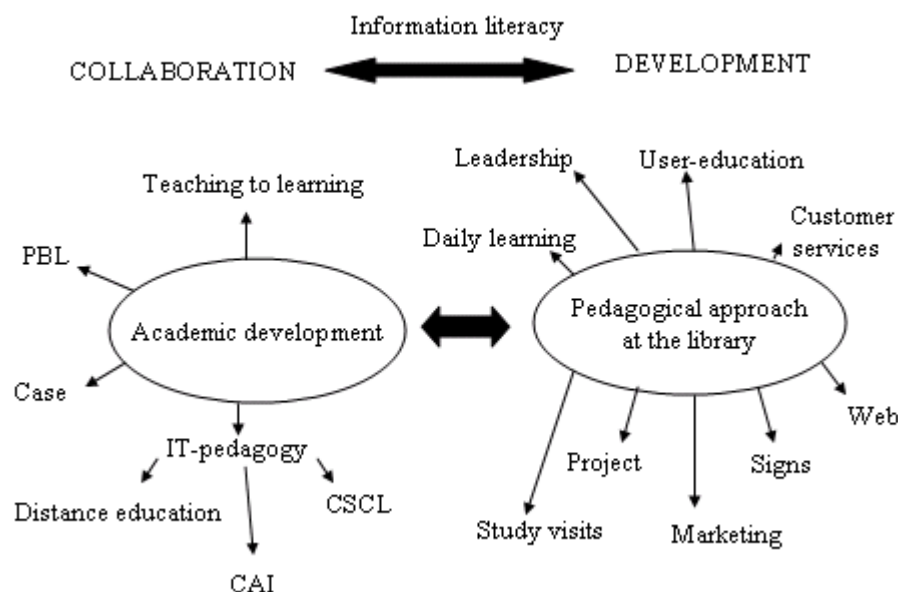 Information literacy
COLLABORATION
DEVELOPMENT
Leadership
User-education
Teaching to learning
Customer
services
Daily learning
PBL
Academic development
Pedagogical approach
at the library
Case
Web
IT-pedagogy
Project
Signs
Distance education
CSCL
Study visits
Marketing
CAI